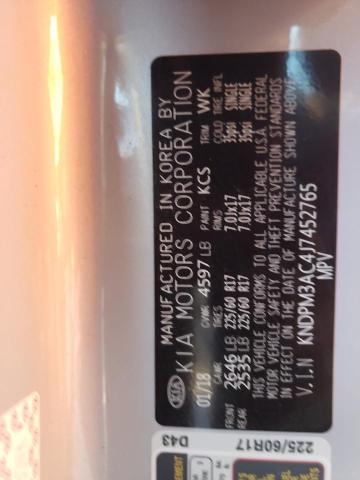 MANUFACTURED IN KOREA BY
KIA KIA MOTORS CORPORATION
01/18 GVWR 4597 LB PAINT KCS TRIM WK
GAWR RIMS COLD TIRE INFL
FRONT 2646 LB 225/60 R17 7.0Jx17 35psi SINGLE
REAR 2535 LB 225/60 R17 7.0Jx17 35psi SINGLE
THIS VEHICLE CONFORMS TO ALL APPLICABLE U.S.A. FEDERAL
MOTOR VEHICLE SAFETY AND THEFT PREVENTION STANDARDS
IN EFFECT ON THE DATE OF MANUFACTURE SHOWN ABOVE.
V.I.N KNDPM3AC4J7452765
MPV
D43 225/60R17